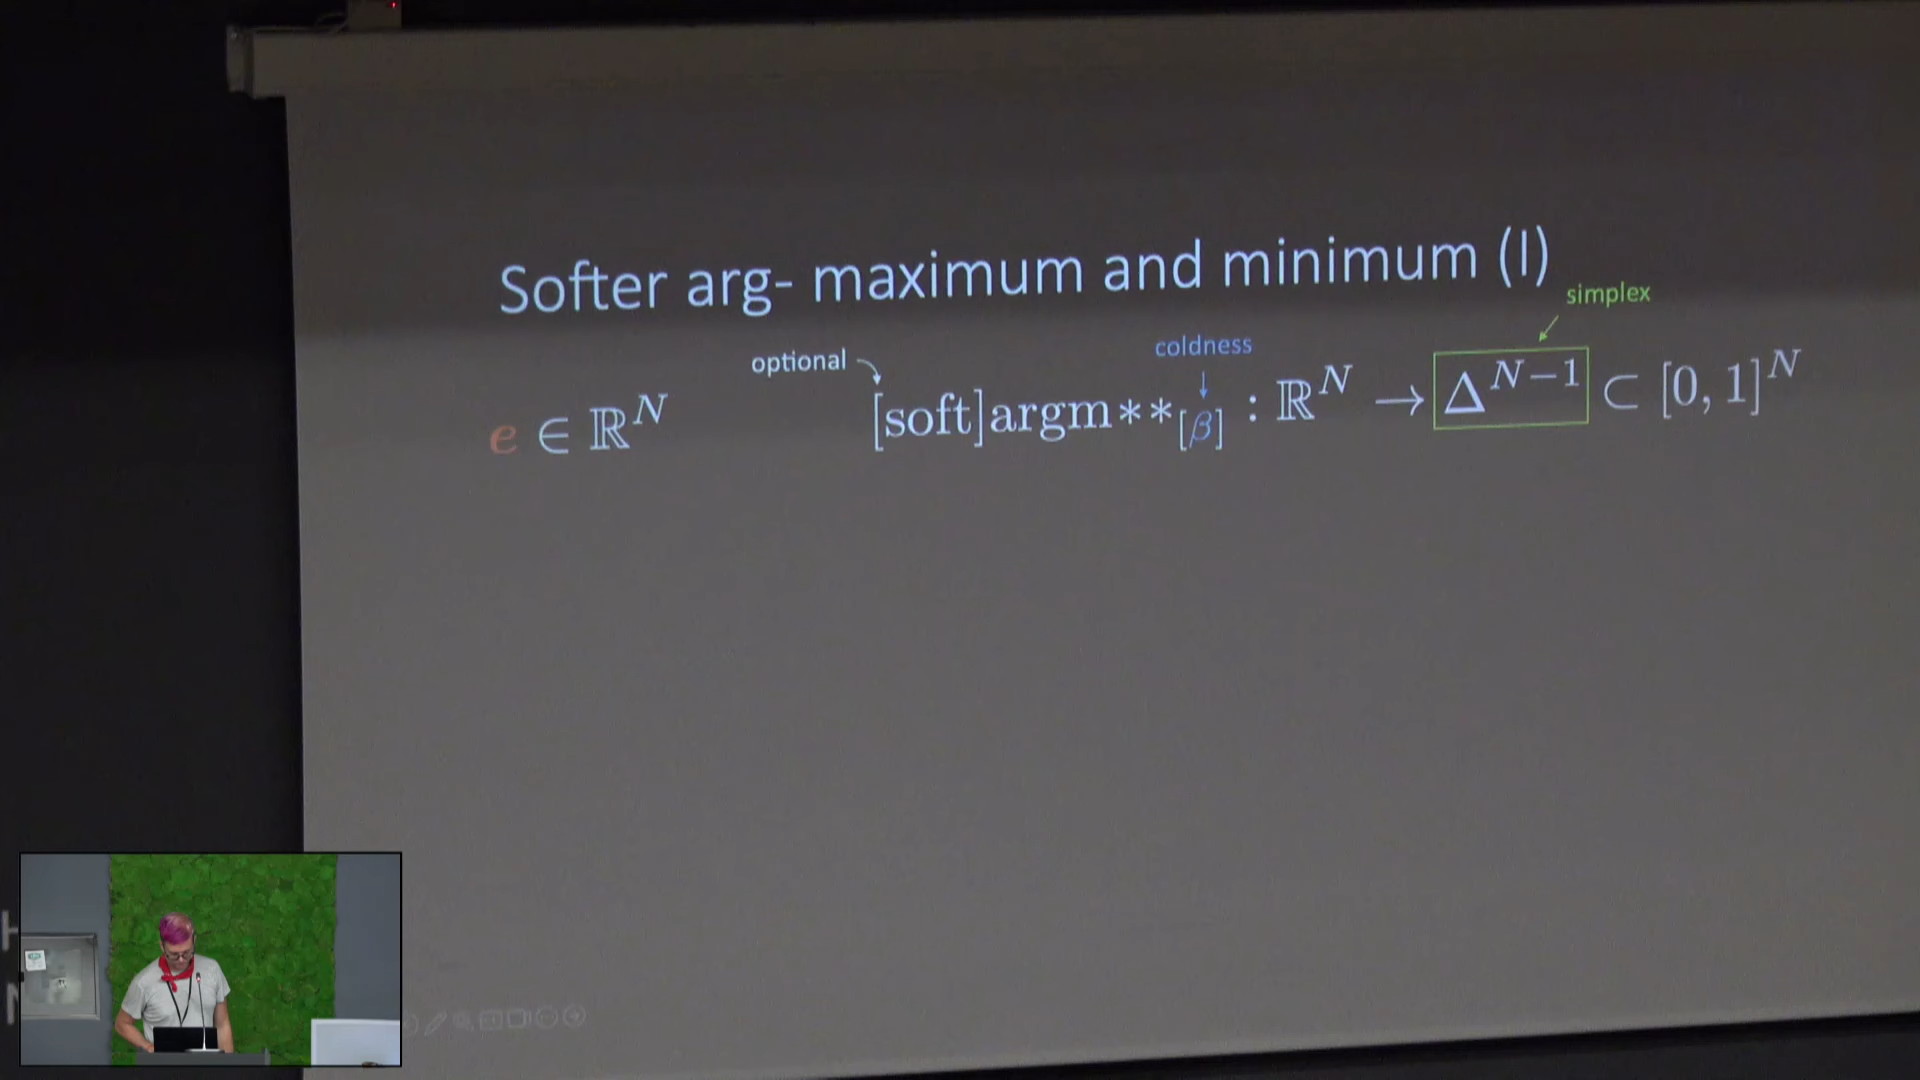 Softer arg- maximum and minimum (I)
simplex
optional
coldness
e ∈ ℝ^N
[soft]argm**_[β] : ℝ^N → Δ^{N−1} ⊂ [0, 1]^N